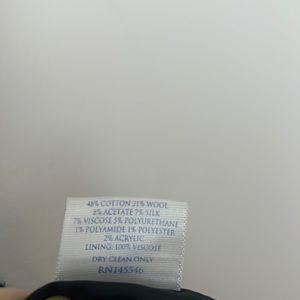 48% COTTON 21% WOOL
8% ACETATE 7% SILK
7% VISCOSE 5% POLYURETHANE
1% POLYAMIDE 1% POLYESTER
2% ACRYLIC
LINING: 100% VISCOSE
DRY CLEAN ONLY
RN145546